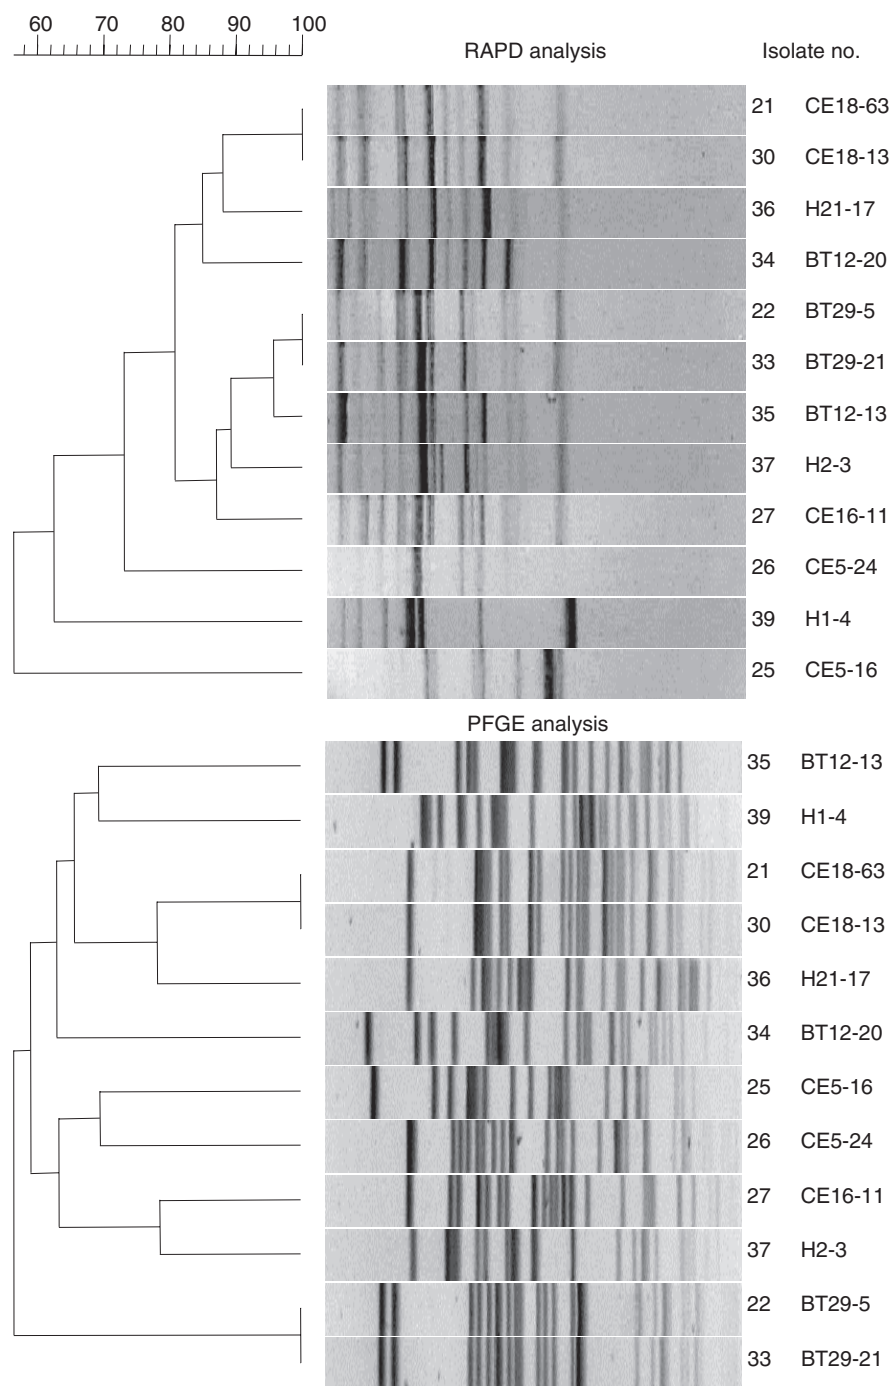 60 70 80 90 100
RAPD analysis Isolate no.
21 CE18-63
30 CE18-13
36 H21-17
34 BT12-20
22 BT29-5
33 BT29-21
35 BT12-13
37 H2-3
27 CE16-11
26 CE5-24
39 H1-4
25 CE5-16
PFGE analysis
35 BT12-13
39 H1-4
21 CE18-63
30 CE18-13
36 H21-17
34 BT12-20
25 CE5-16
26 CE5-24
27 CE16-11
37 H2-3
22 BT29-5
33 BT29-21